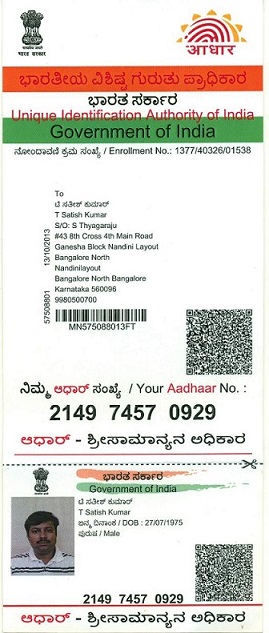 भारत सरकार
आधार
ಭಾರತೀಯ ವಿಶಿಷ್ಟ ಗುರುತು ಪ್ರಾಧಿಕಾರ
ಭಾರತ ಸರ್ಕಾರ
Unique Identification Authority of India
Government of India
ನೋಂದಾವಣೆ ಕ್ರಮ ಸಂಖ್ಯೆ / Enrollment No.: 1377/40326/01538
To
ಟಿ ಸತೀಶ್ ಕುಮಾರ್
T Satish Kumar
S/O: S Thyagaraju
#43 8th Cross 4th Main Road
Ganesha Block Nandini Layout
Bangalore North
Nandinilayout
Bangalore North Bangalore
Karnataka 560096
9980500700
57508801 13/10/2013
MN575088013FT
ನಿಮ್ಮ ಆಧಾರ್ ಸಂಖ್ಯೆ / Your Aadhaar No. :
2149 7457 0929
ಆಧಾರ್ - ಶ್ರೀಸಾಮಾನ್ಯನ ಅಧಿಕಾರ
ಭಾರತ ಸರ್ಕಾರ
Government of India
ಟಿ ಸತೀಶ್ ಕುಮಾರ್
T Satish Kumar
ಜನ್ಮ ದಿನಾಂಕ / DOB : 27/07/1975
ಪುರುಷ / Male
2149 7457 0929
ಆಧಾರ್ - ಶ್ರೀಸಾಮಾನ್ಯನ ಅಧಿಕಾರ